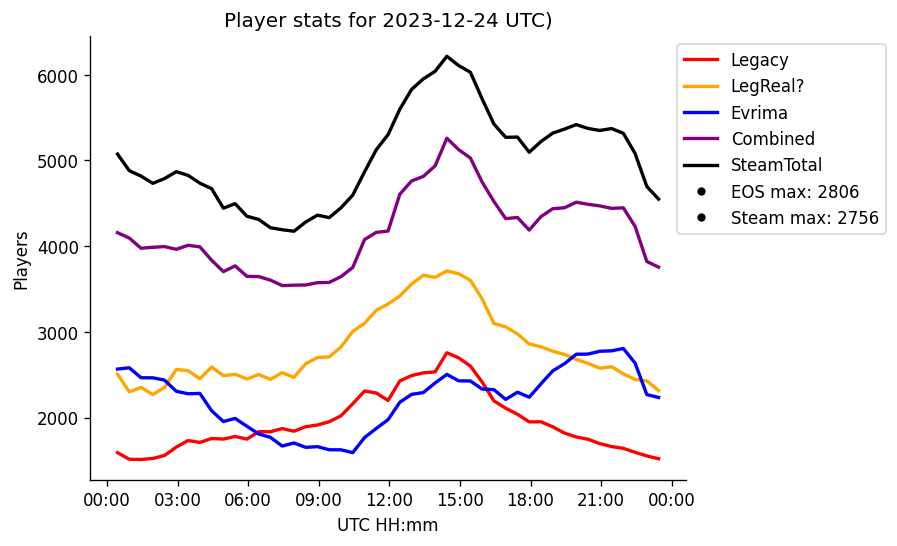 Player stats for 2023-12-24 UTC)
Legacy
LegReal?
Evrima
Combined
SteamTotal
EOS max: 2806
Steam max: 2756
Players
6000
5000
4000
3000
2000
00:00 03:00 06:00 09:00 12:00 15:00 18:00 21:00 00:00
UTC HH:mm